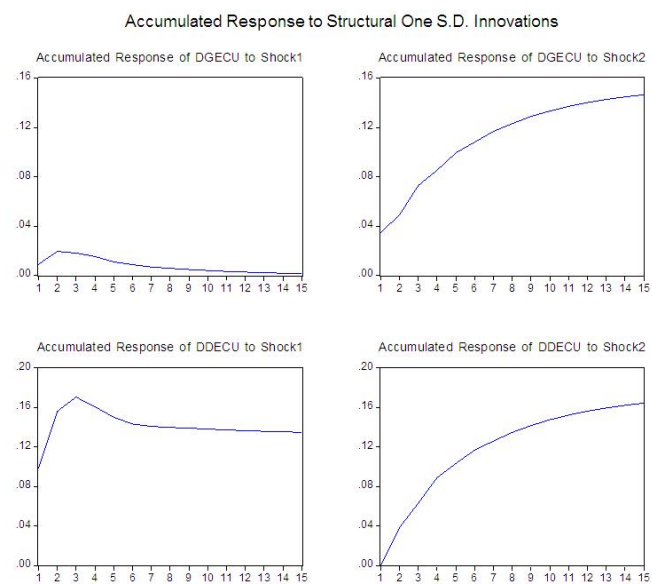 Accumulated Response to Structural One S.D. Innovations
Accumulated Response of DGECU to Shock1
.16
.12
.08
.04
.00
1 2 3 4 5 6 7 8 9 10 11 12 13 14 15
Accumulated Response of DGECU to Shock2
.16
.12
.08
.04
.00
1 2 3 4 5 6 7 8 9 10 11 12 13 14 15
Accumulated Response of DDECU to Shock1
.20
.16
.12
.08
.04
.00
1 2 3 4 5 6 7 8 9 10 11 12 13 14 15
Accumulated Response of DDECU to Shock2
.20
.16
.12
.08
.04
.00
1 2 3 4 5 6 7 8 9 10 11 12 13 14 15